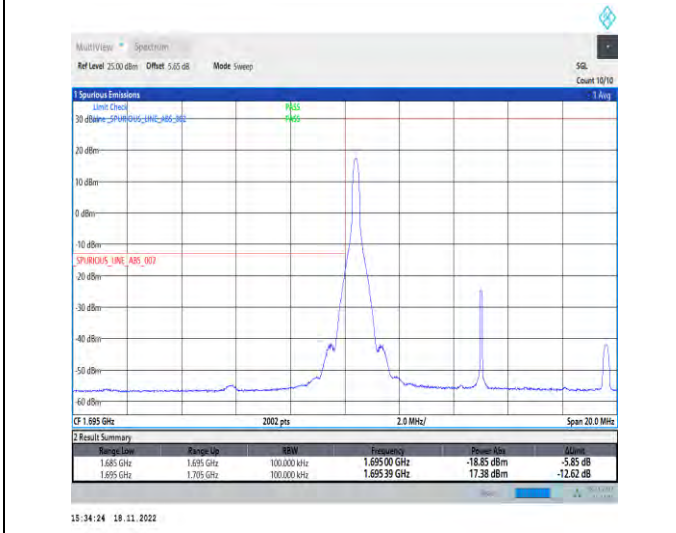 MultiView Spectrum
Ref Level 25.00 dBm Offset 5.65 dB Mode Sweep SGL
Count 10/10
1 Spurious Emissions 1 Avg
Limit Check PASS
30 dBm Line _SPURIOUS_LINE_ABS_002 PASS
20 dBm
10 dBm
0 dBm
-10 dBm
_SPURIOUS_LINE_ABS_002
-20 dBm
-30 dBm
-40 dBm
-50 dBm
-60 dBm
CF 1.695 GHz 2002 pts 2.0 MHz/ Span 20.0 MHz
2 Result Summary
Range Low Range Up RBW Frequency Power Abs ΔLimit
1.685 GHz 1.695 GHz 100.000 kHz 1.69500 GHz -18.85 dBm -5.85 dB
1.695 GHz 1.705 GHz 100.000 kHz 1.69539 GHz 17.38 dBm -12.62 dB
15:34:24 18.11.2022